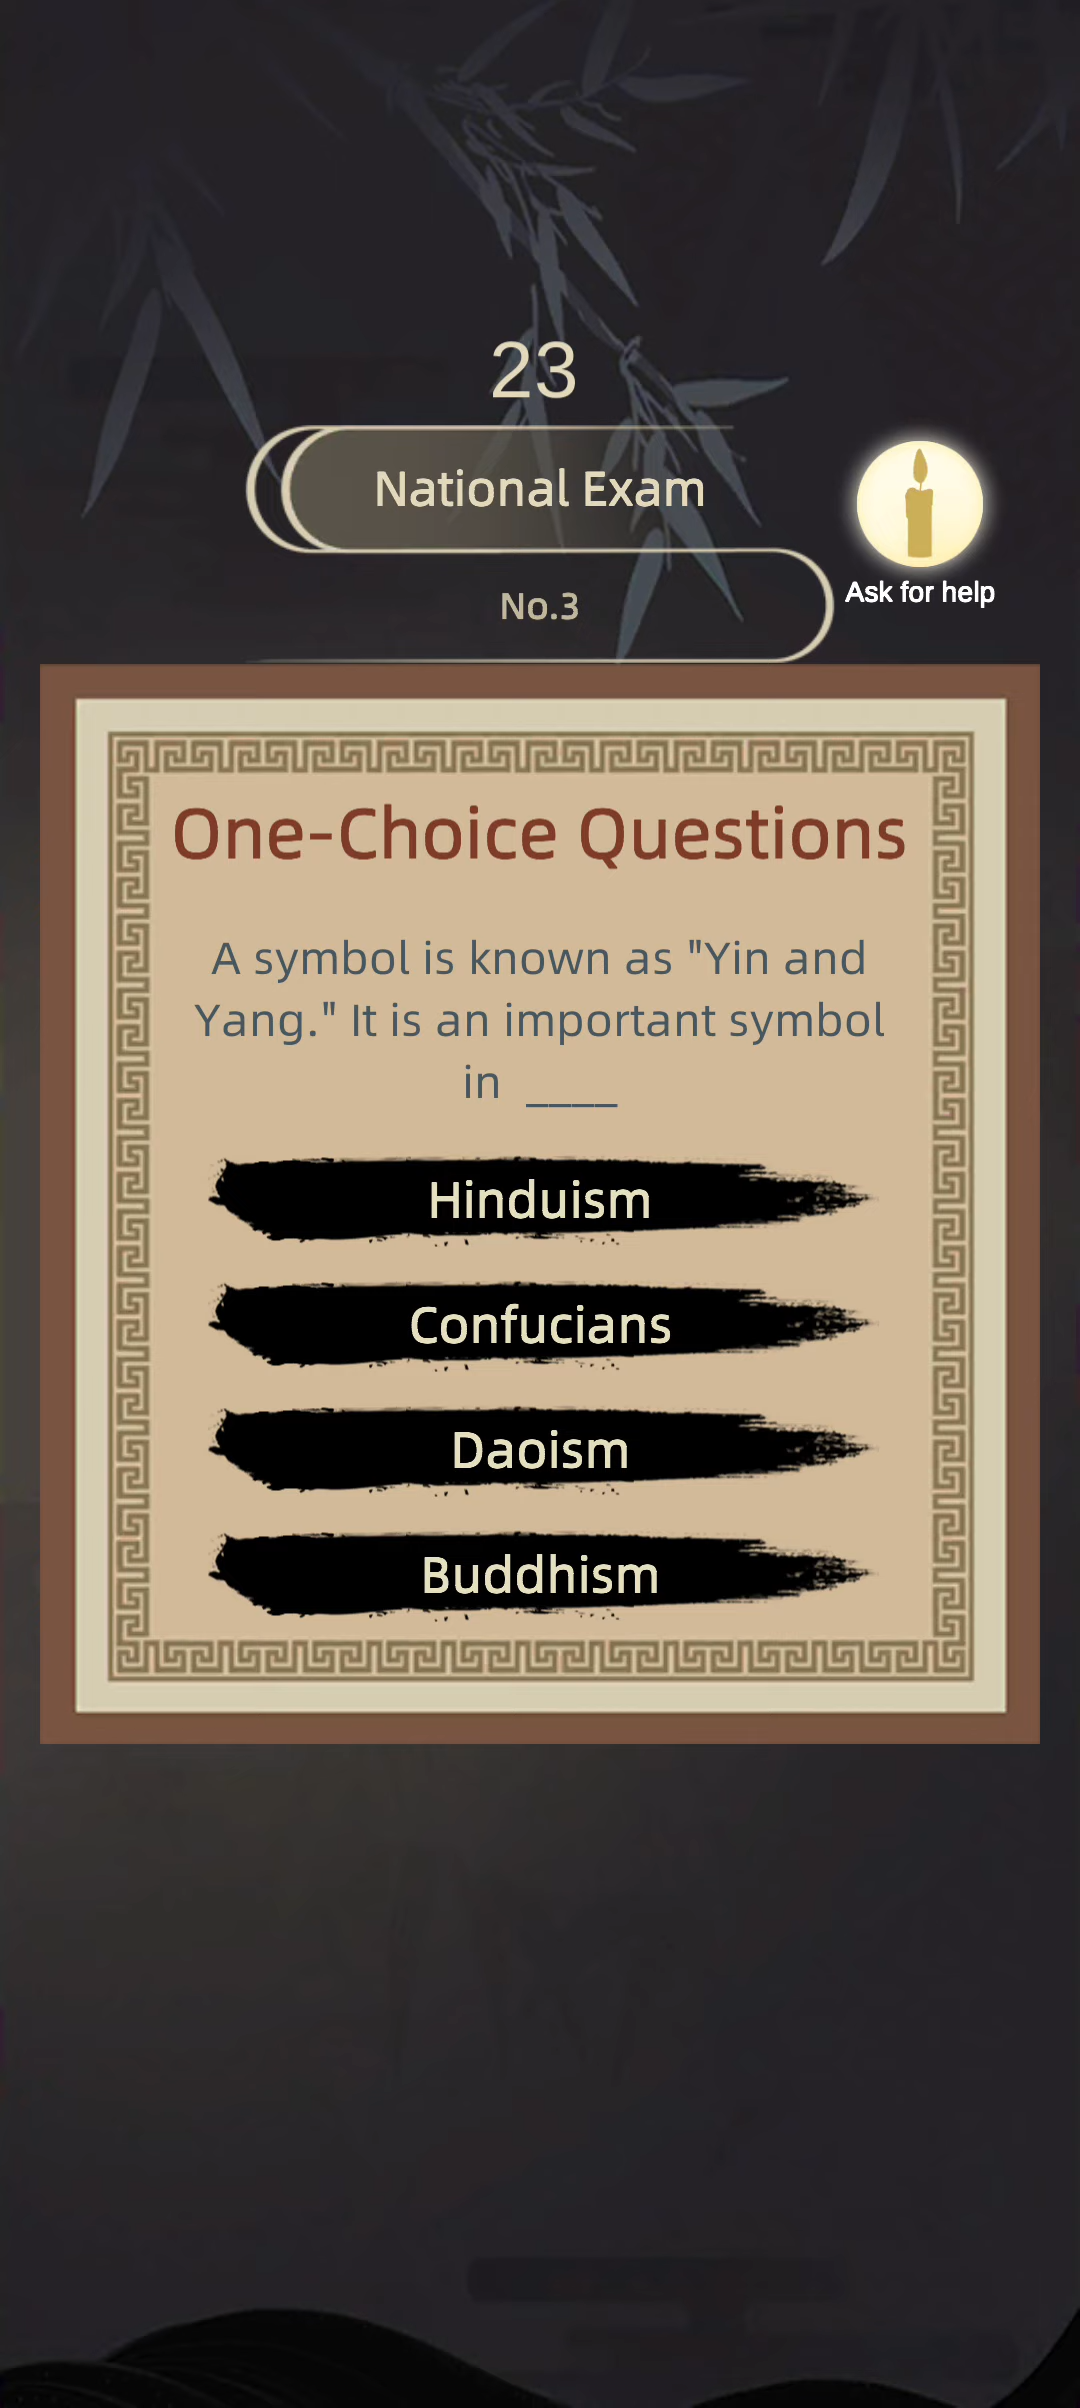 23
National Exam
Ask for help
No.3
One-Choice Questions
A symbol is known as "Yin and
Yang." It is an important symbol
in ____
Hinduism
Confucians
Daoism
Buddhism